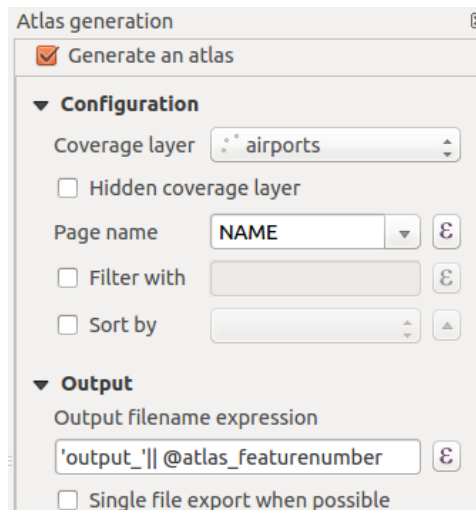 Atlas generation
Generate an atlas
Configuration
Coverage layer airports
Hidden coverage layer
Page name NAME ε
Filter with ε
Sort by
Output
Output filename expression
'output_'|| @atlas_featurenumber ε
Single file export when possible